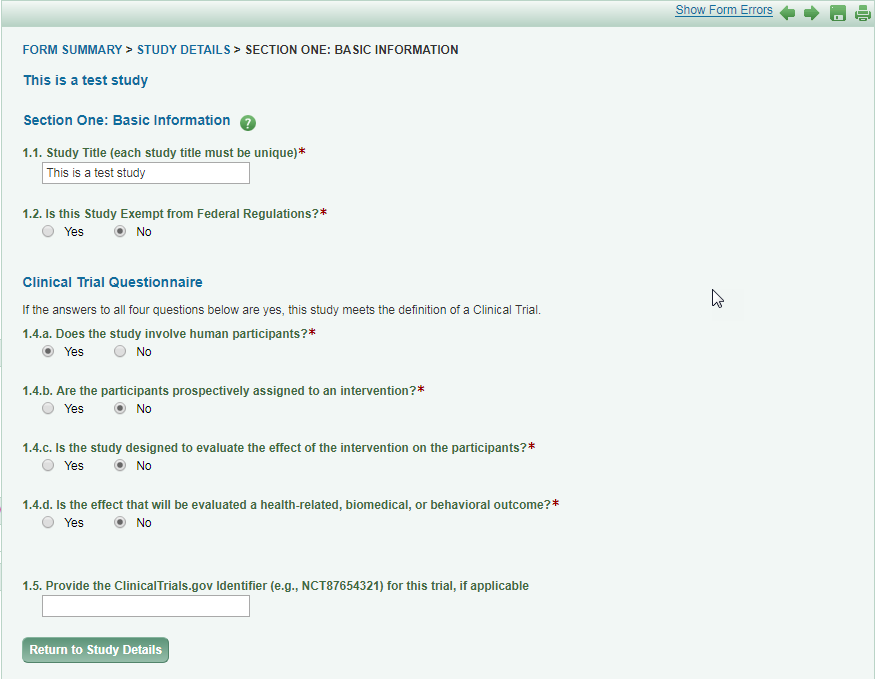 Show Form Errors
FORM SUMMARY > STUDY DETAILS > SECTION ONE: BASIC INFORMATION
This is a test study
Section One: Basic Information ?
1.1. Study Title (each study title must be unique)*
This is a test study
1.2. Is this Study Exempt from Federal Regulations?*
Yes No
Clinical Trial Questionnaire
If the answers to all four questions below are yes, this study meets the definition of a Clinical Trial.
1.4.a. Does the study involve human participants?*
Yes No
1.4.b. Are the participants prospectively assigned to an intervention?*
Yes No
1.4.c. Is the study designed to evaluate the effect of the intervention on the participants?*
Yes No
1.4.d. Is the effect that will be evaluated a health-related, biomedical, or behavioral outcome?*
Yes No
1.5. Provide the ClinicalTrials.gov Identifier (e.g., NCT87654321) for this trial, if applicable
Return to Study Details